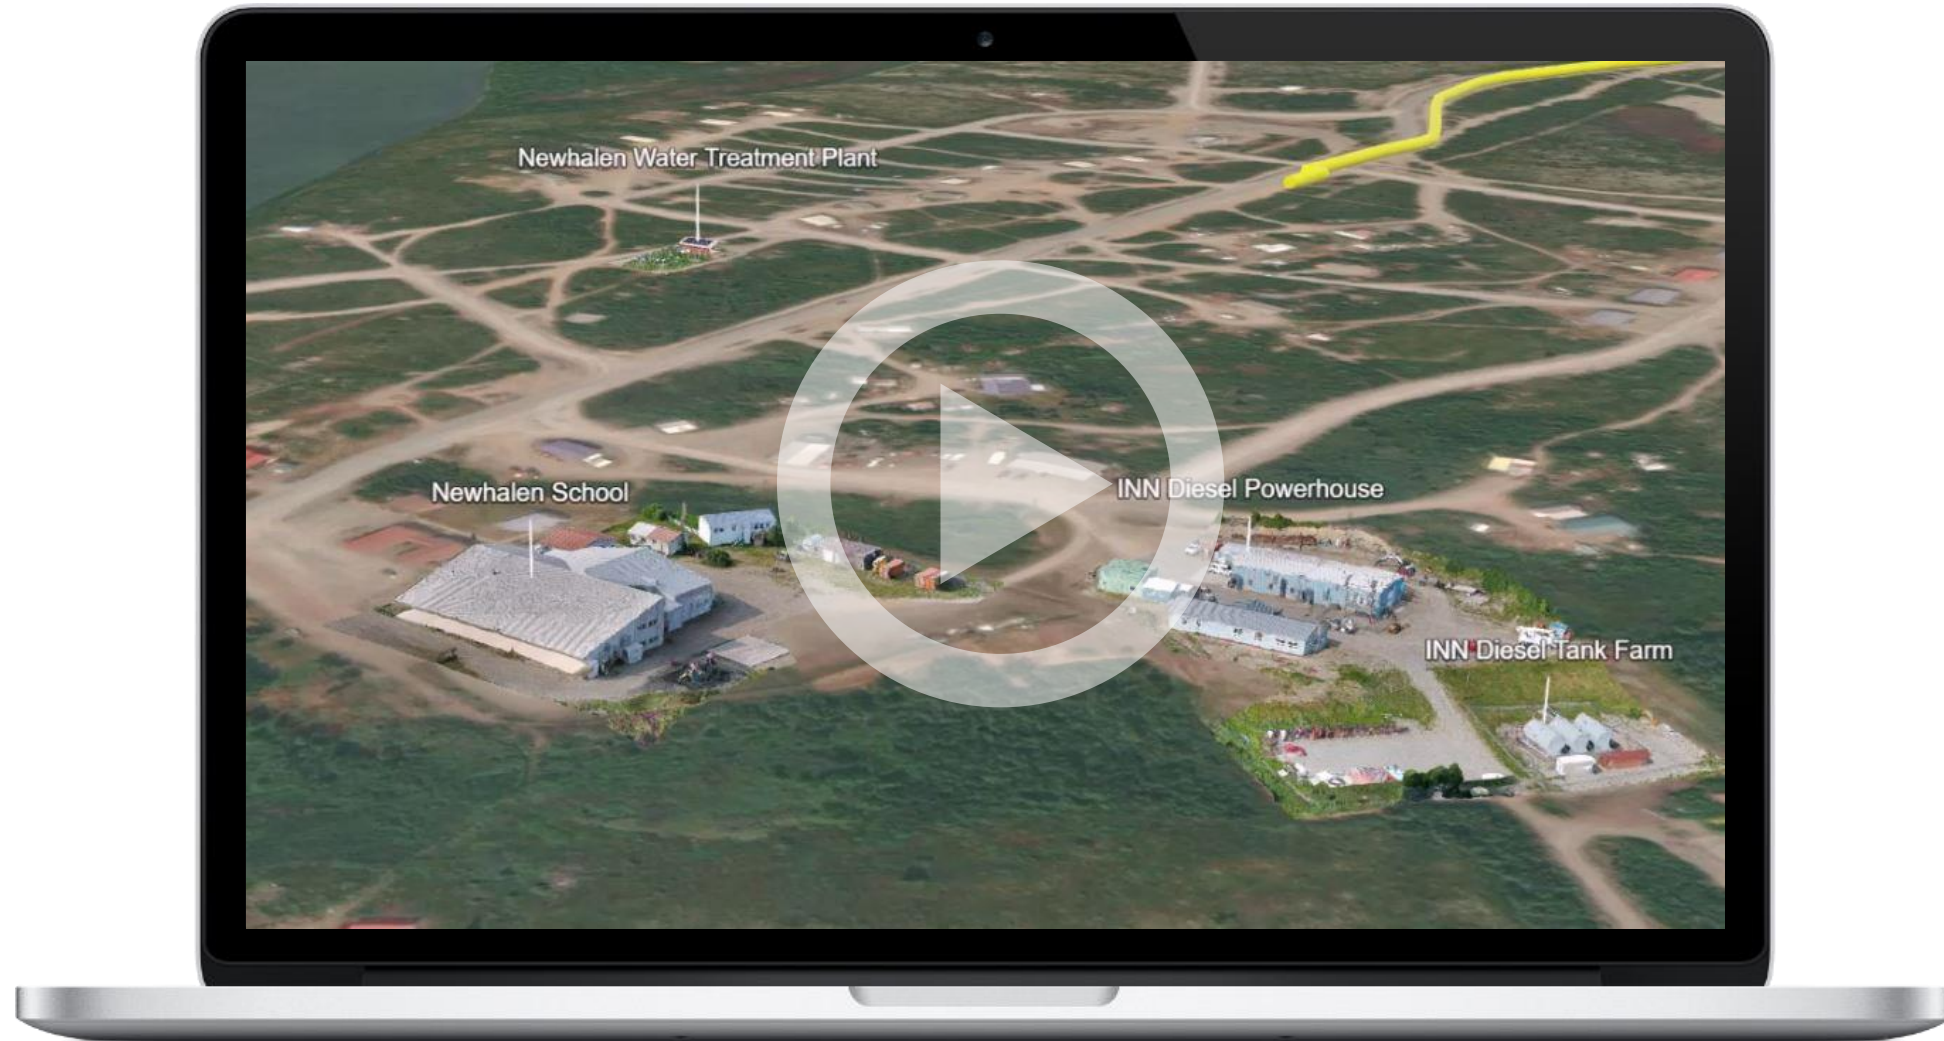 Newhalen Water Treatment Plant
Newhalen School
INN Diesel Powerhouse
INN Diesel Tank Farm